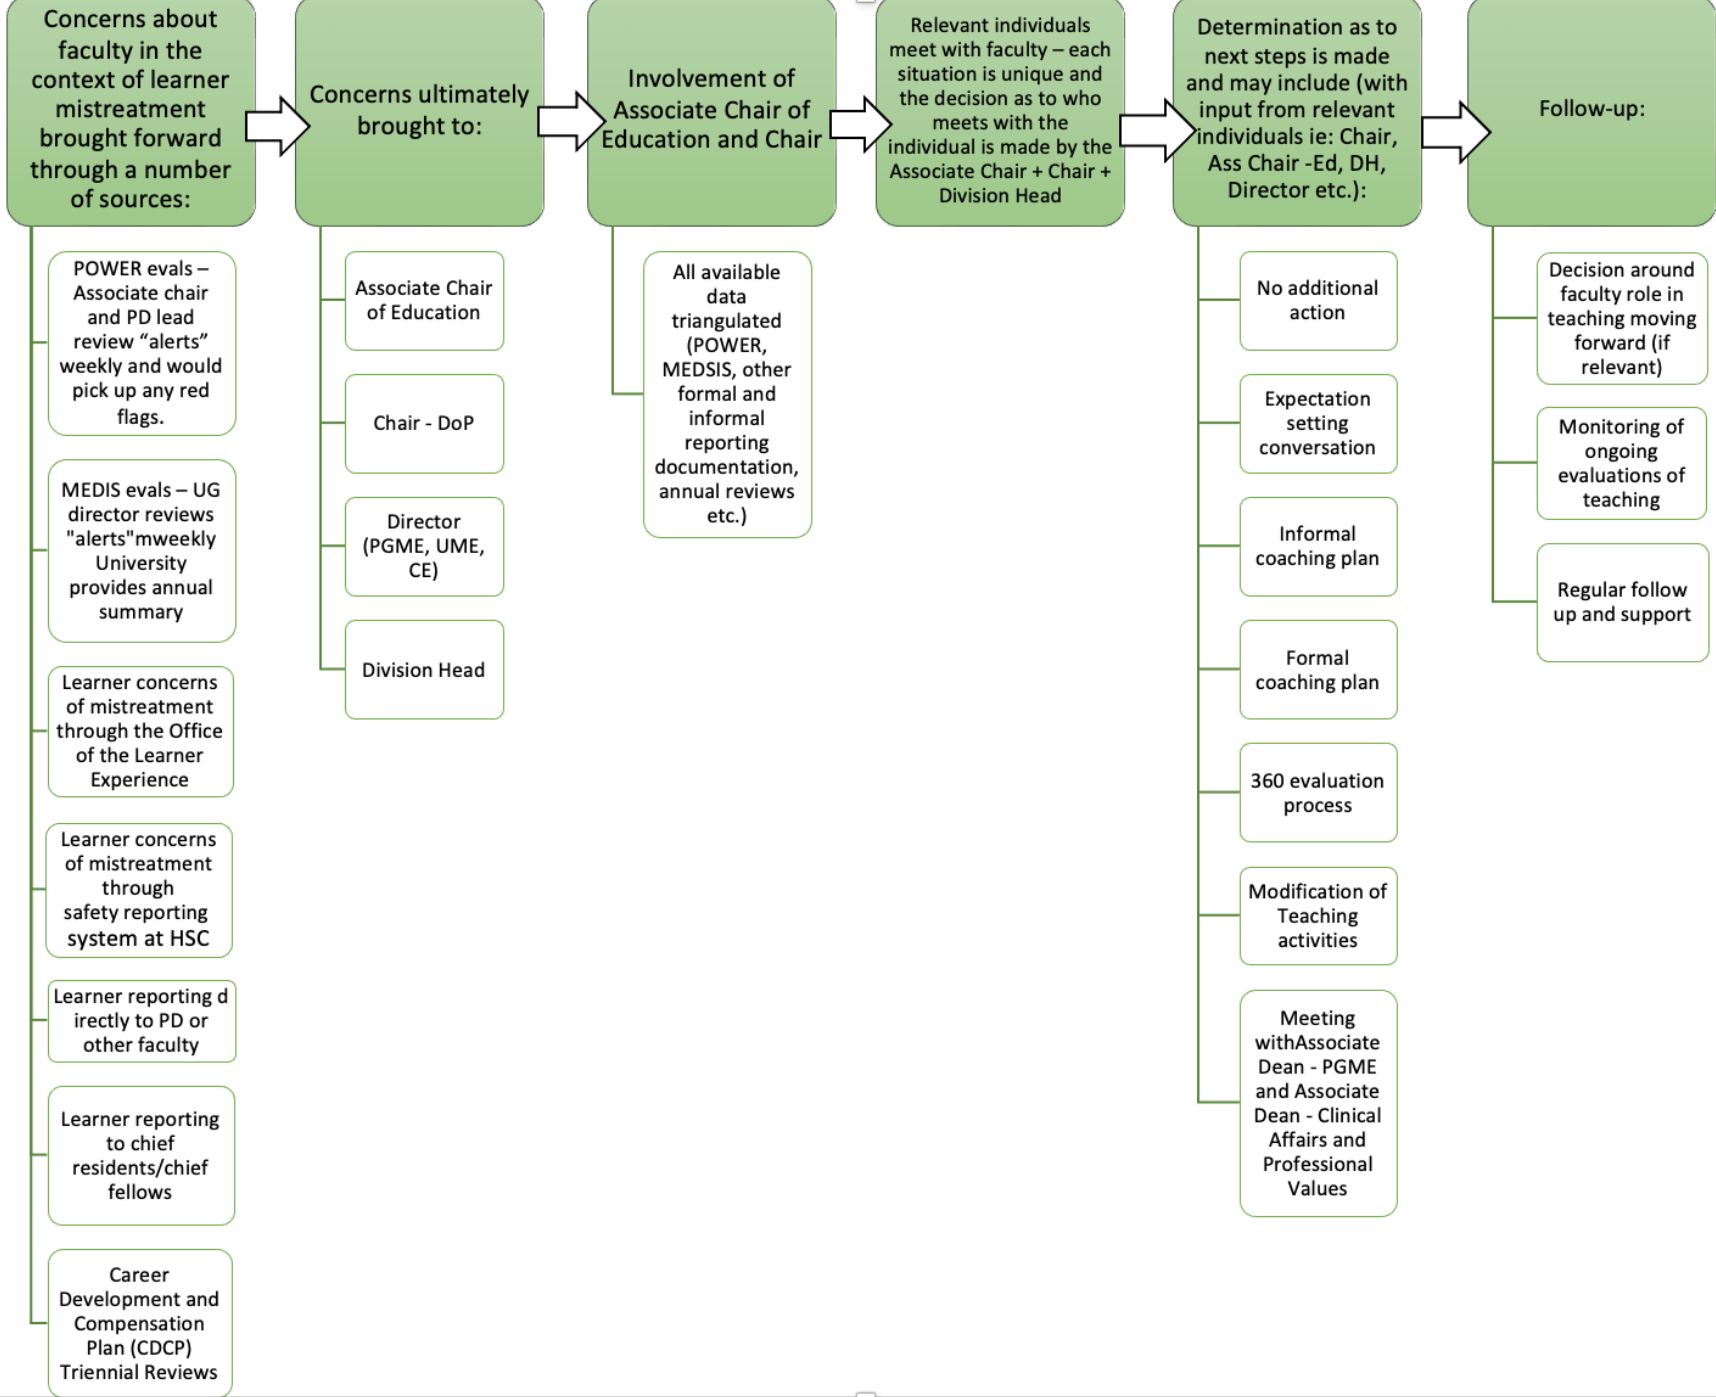 Concerns about
faculty in the
context of learner
mistreatment
brought forward
through a number
of sources:
POWER evals –
Associate chair
and PD lead
review “alerts”
weekly and would
pick up any red
flags.
MEDIS evals – UG
director reviews
"alerts"mweekly
University
provides annual
summary
Learner concerns
of mistreatment
through the Office
of the Learner
Experience
Learner concerns
of mistreatment
through
safety reporting
system at HSC
Learner reporting d
irectly to PD or
other faculty
Learner reporting
to chief
residents/chief
fellows
Career
Development and
Compensation
Plan (CDCP)
Triennial Reviews
Concerns ultimately
brought to:
Associate Chair
of Education
Chair - DoP
Director
(PGME, UME,
CE)
Division Head
Involvement of
Associate Chair of
Education and Chair
All available
data
triangulated
(POWER,
MEDSIS, other
formal and
informal
reporting
documentation,
annual reviews
etc.)
Relevant individuals
meet with faculty – each
situation is unique and
the decision as to who
meets with the
individual is made by the
Associate Chair + Chair +
Division Head
Determination as to
next steps is made
and may include (with
input from relevant
individuals ie: Chair,
Ass Chair -Ed, DH,
Director etc.):
No additional
action
Expectation
setting
conversation
Informal
coaching plan
Formal
coaching plan
360 evaluation
process
Modification of
Teaching
activities
Meeting
withAssociate
Dean - PGME
and Associate
Dean - Clinical
Affairs and
Professional
Values
Follow-up:
Decision around
faculty role in
teaching moving
forward (if
relevant)
Monitoring of
ongoing
evaluations of
teaching
Regular follow
up and support